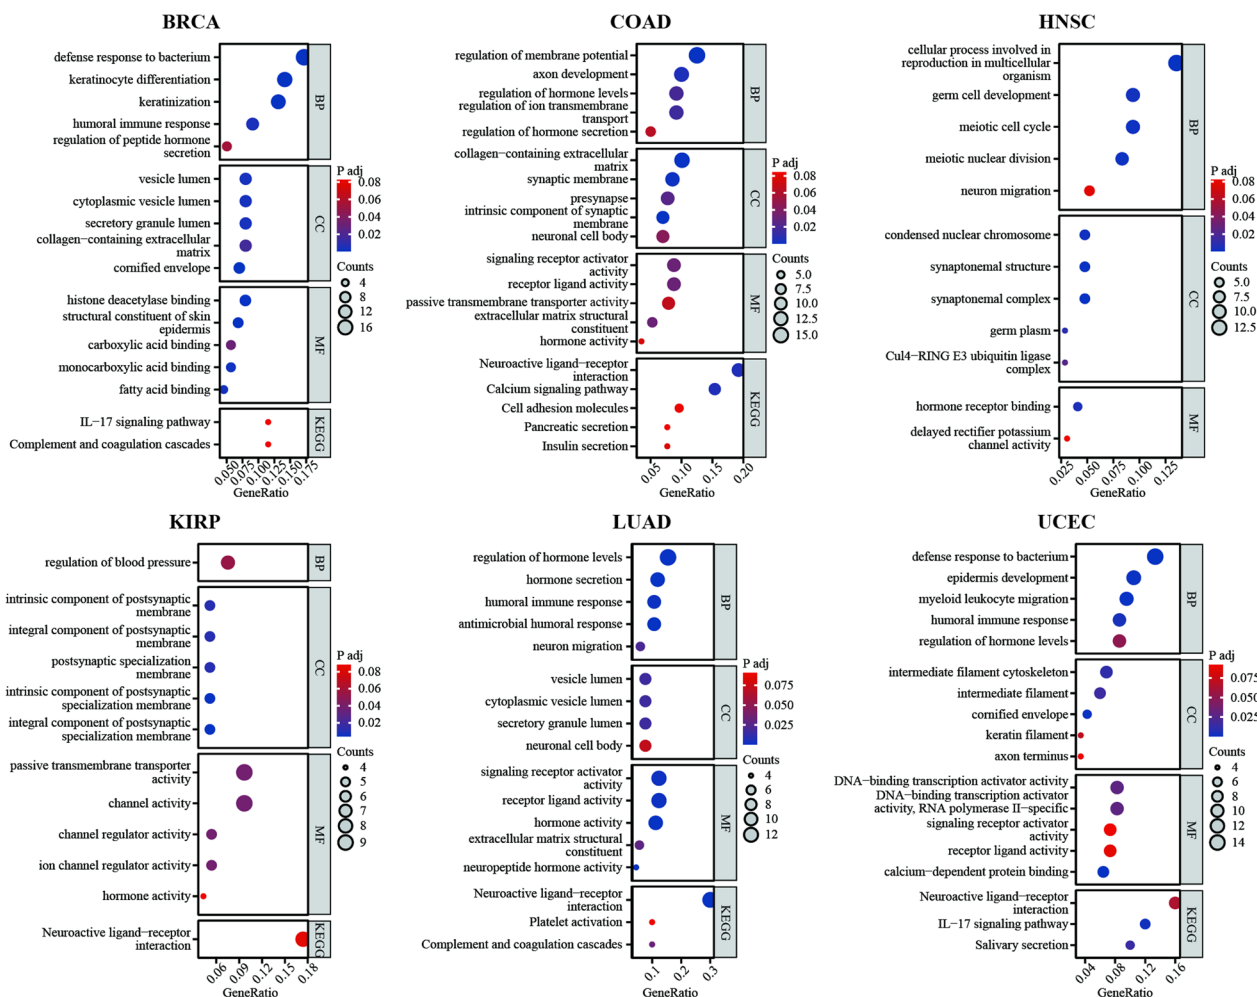 BRCA
defense response to bacterium
keratinocyte differentiation
keratinization
humoral immune response
regulation of peptide hormone
secretion
BP
vesicle lumen
cytoplasmic vesicle lumen
secretory granule lumen
collagen−containing extracellular
matrix
cornified envelope
CC
histone deacetylase binding
structural constituent of skin
epidermis
carboxylic acid binding
monocarboxylic acid binding
fatty acid binding
MF
IL−17 signaling pathway
Complement and coagulation cascades
KEGG
0.050 0.075 0.100 0.125 0.150 0.175
GeneRatio
P adj
0.08
0.06
0.04
0.02
Counts
4
8
12
16
COAD
regulation of membrane potential
axon development
regulation of hormone levels
regulation of ion transmembrane
transport
regulation of hormone secretion
BP
collagen−containing extracellular
matrix
synaptic membrane
presynapse
intrinsic component of synaptic
membrane
neuronal cell body
CC
signaling receptor activator
activity
receptor ligand activity
passive transmembrane transporter activity
extracellular matrix structural
constituent
hormone activity
MF
Neuroactive ligand−receptor
interaction
Calcium signaling pathway
Cell adhesion molecules
Pancreatic secretion
Insulin secretion
KEGG
0.05 0.10 0.15 0.20
GeneRatio
P adj
0.08
0.06
0.04
0.02
Counts
5.0
7.5
10.0
12.5
15.0
HNSC
cellular process involved in
reproduction in multicellular
organism
germ cell development
meiotic cell cycle
meiotic nuclear division
neuron migration
BP
condensed nuclear chromosome
synaptonemal structure
synaptonemal complex
germ plasm
Cul4−RING E3 ubiquitin ligase
complex
CC
hormone receptor binding
delayed rectifier potassium
channel activity
MF
0.025 0.050 0.075 0.100 0.125
GeneRatio
P adj
0.08
0.06
0.04
0.02
Counts
5.0
7.5
10.0
12.5
KIRP
regulation of blood pressure
BP
intrinsic component of postsynaptic
membrane
integral component of postsynaptic
membrane
postsynaptic specialization
membrane
intrinsic component of postsynaptic
specialization membrane
integral component of postsynaptic
specialization membrane
CC
passive transmembrane transporter
activity
channel activity
channel regulator activity
ion channel regulator activity
hormone activity
MF
Neuroactive ligand−receptor
interaction
KEGG
0.06 0.09 0.12 0.15 0.18
GeneRatio
P adj
0.08
0.06
0.04
0.02
Counts
4
5
6
7
8
9
LUAD
regulation of hormone levels
hormone secretion
humoral immune response
antimicrobial humoral response
neuron migration
BP
vesicle lumen
cytoplasmic vesicle lumen
secretory granule lumen
neuronal cell body
CC
signaling receptor activator
activity
receptor ligand activity
hormone activity
extracellular matrix structural
constituent
neuropeptide hormone activity
MF
Neuroactive ligand−receptor
interaction
Platelet activation
Complement and coagulation cascades
KEGG
0.1 0.2 0.3
GeneRatio
P adj
0.075
0.050
0.025
Counts
4
6
8
10
12
UCEC
defense response to bacterium
epidermis development
myeloid leukocyte migration
humoral immune response
regulation of hormone levels
BP
intermediate filament cytoskeleton
intermediate filament
cornified envelope
keratin filament
axon terminus
CC
DNA-binding transcription activator activity
DNA−binding transcription activator
activity, RNA polymerase II−specific
signaling receptor activator
activity
receptor ligand activity
calcium−dependent protein binding
MF
Neuroactive ligand−receptor
interaction
IL−17 signaling pathway
Salivary secretion
KEGG
0.04 0.08 0.12 0.16
GeneRatio
P adj
0.075
0.050
0.025
0.000
Counts
4
6
8
10
12
14